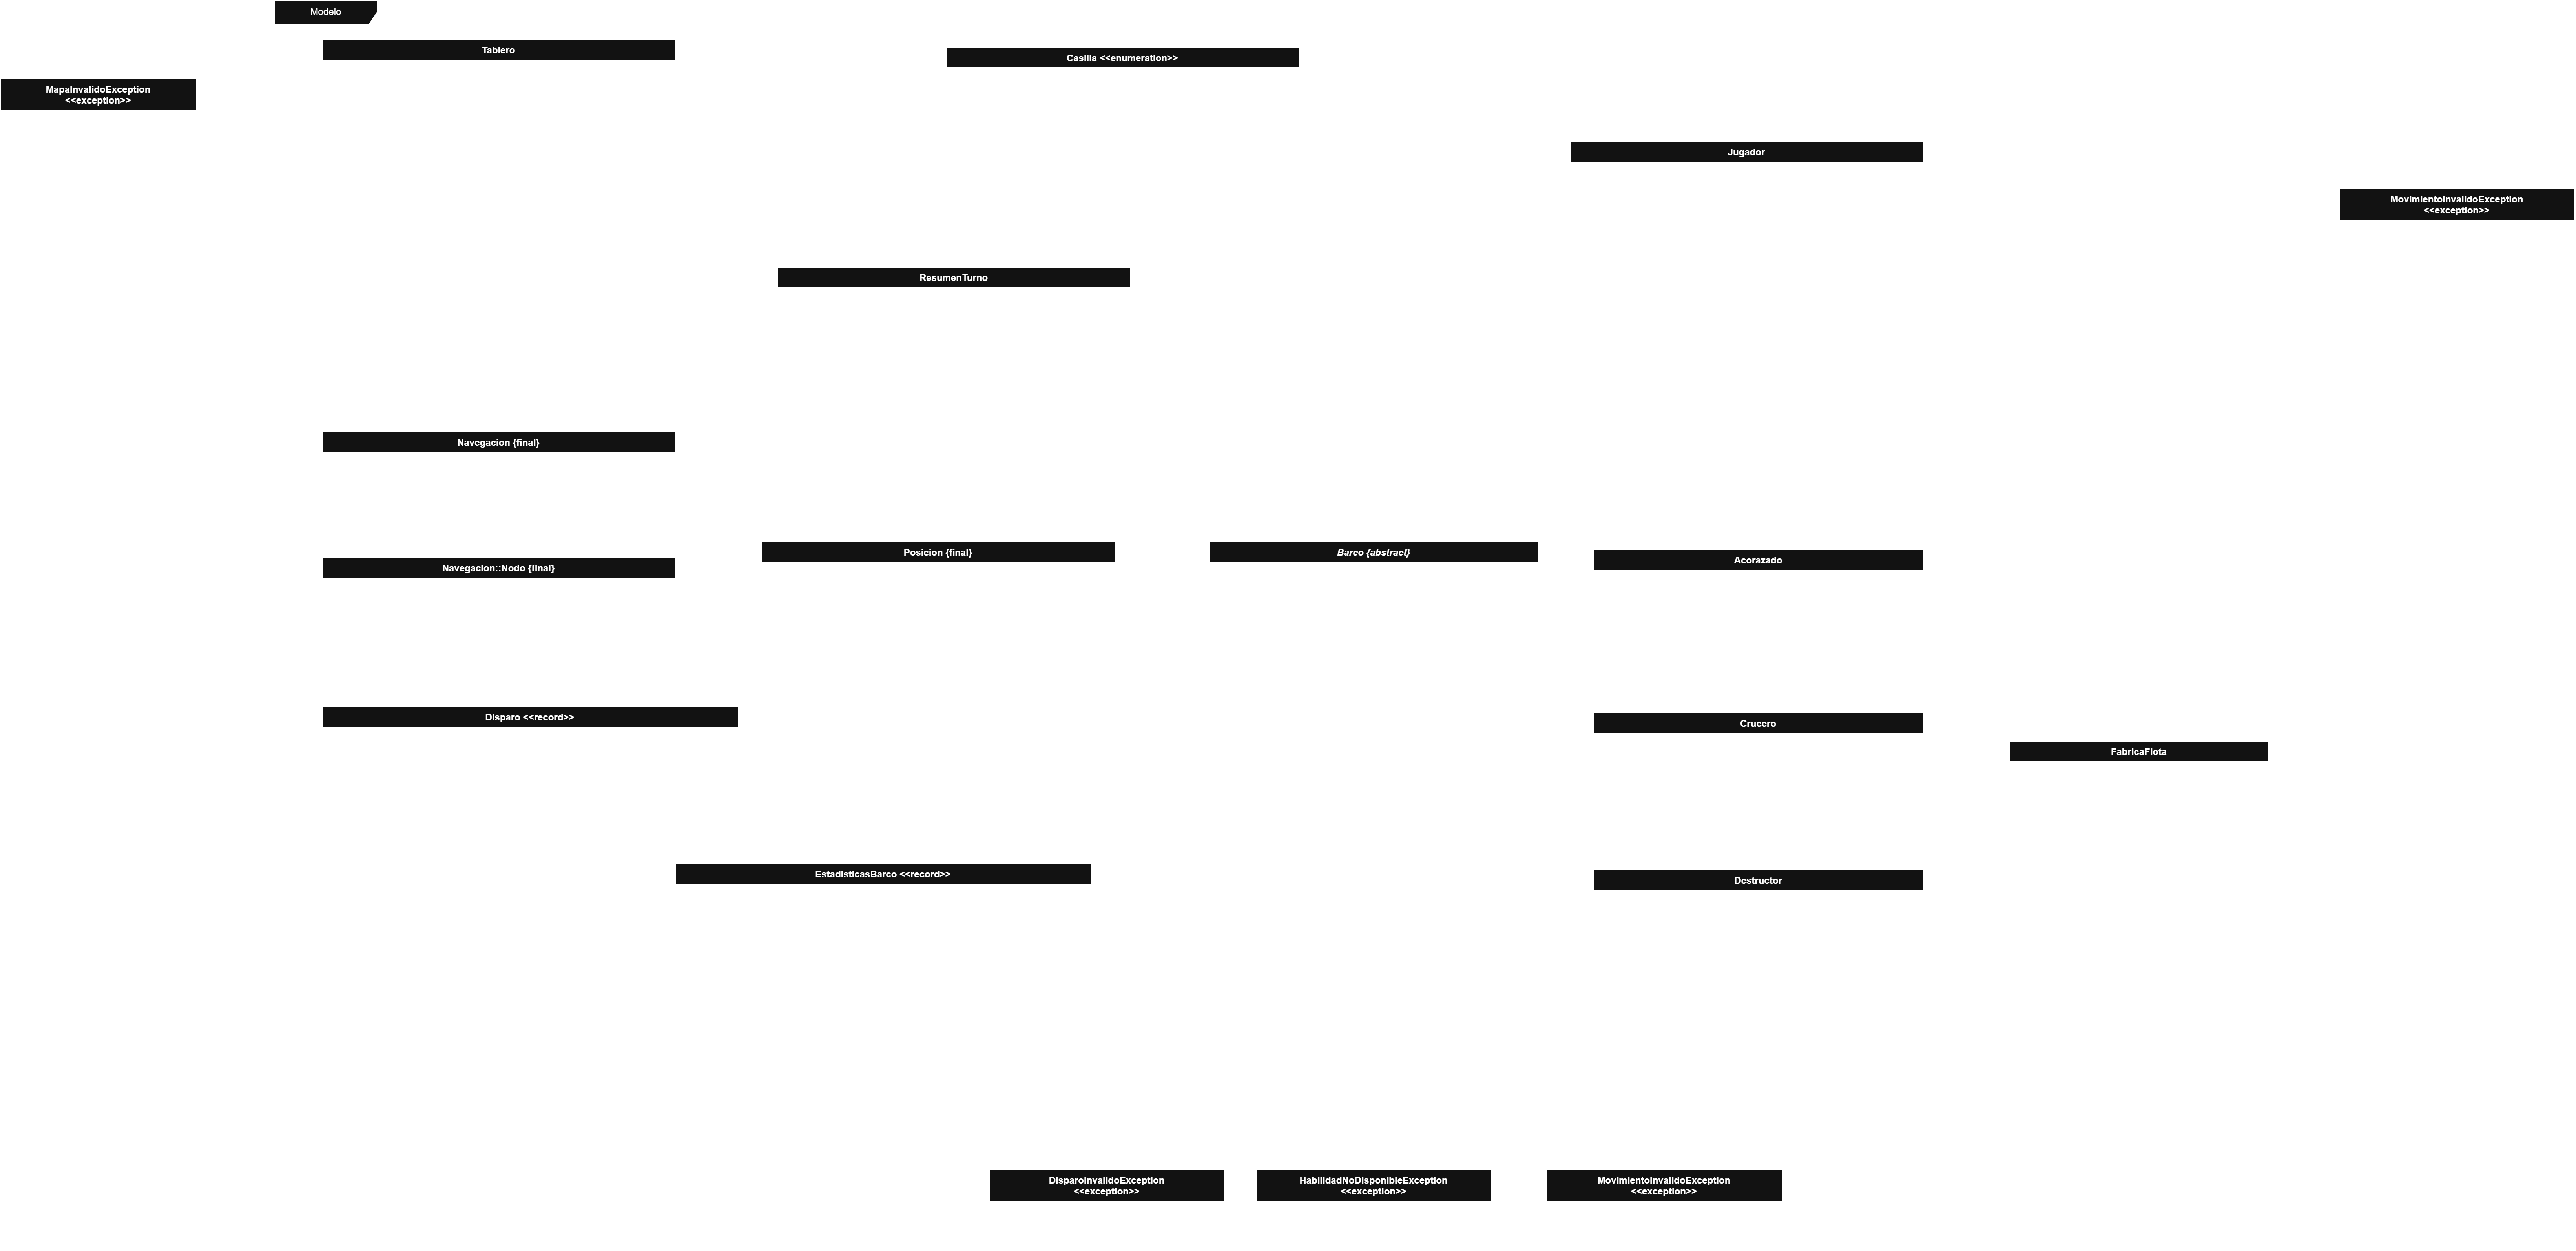 Modelo
Tablero
Casilla <<enumeration>>
MapaInvalidoException
<<exception>>
Jugador
MovimientoInvalidoException
<<exception>>
ResumenTurno
Navegacion {final}
Posicion {final}
Barco {abstract}
Acorazado
Navegacion::Nodo {final}
Disparo <<record>>
Crucero
FabricaFlota
EstadisticasBarco <<record>>
Destructor
DisparoInvalidoException
<<exception>>
HabilidadNoDisponibleException
<<exception>>
MovimientoInvalidoException
<<exception>>